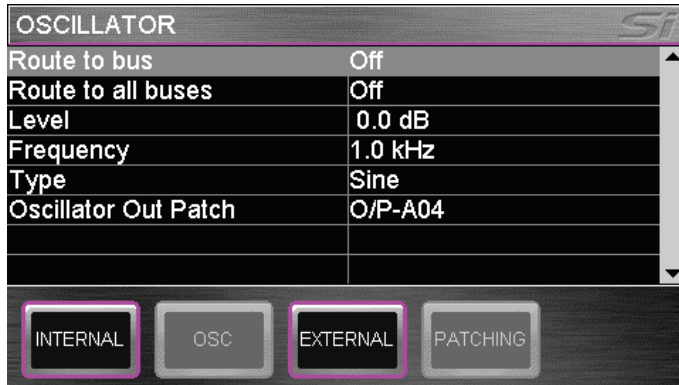 OSCILLATOR Si
Route to bus Off
Route to all buses Off
Level 0.0 dB
Frequency 1.0 kHz
Type Sine
Oscillator Out Patch O/P-A04
INTERNAL OSC EXTERNAL PATCHING